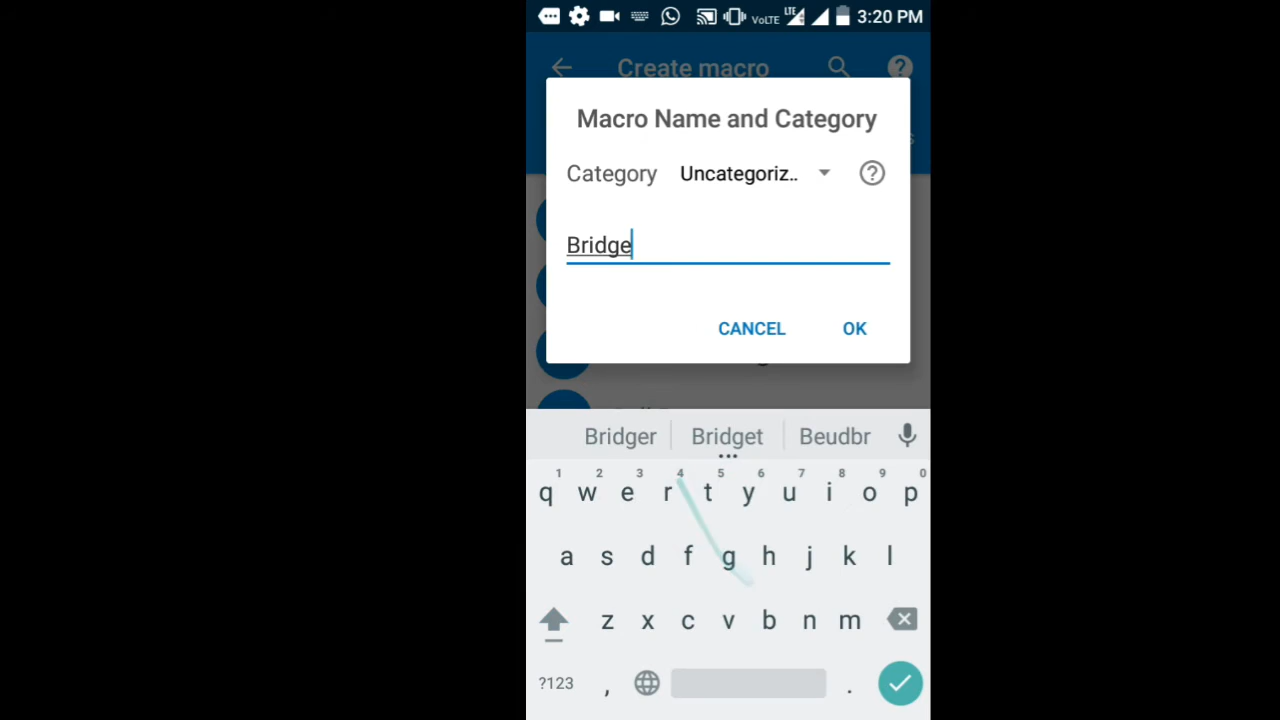 VoLTE LTE 3:20 PM
Create macro
Macro Name and Category
Category Uncategoriz..
Bridge
CANCEL OK
Bridger Bridget Beudbr
1 2 3 4 5 6 7 8 9 0
q w e r t y u i o p
a s d f g h j k l
z x c v b n m
?123 , .